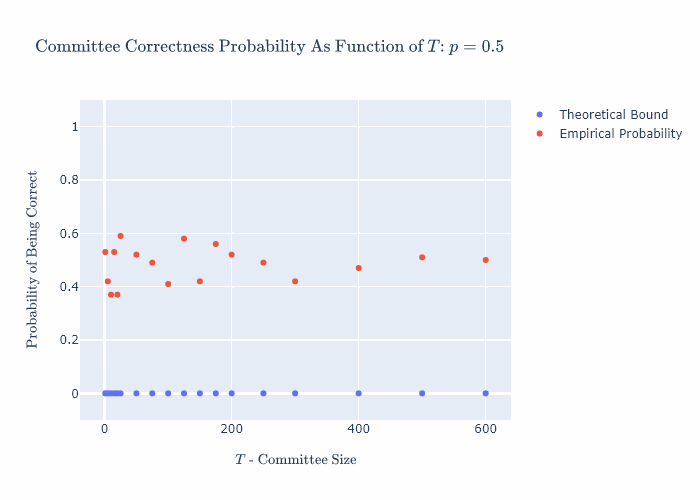 Committee Correctness Probability As Function of T: p = 0.5
Theoretical Bound
Empirical Probability
Probability of Being Correct
1
0.8
0.6
0.4
0.2
0
0 200 400 600
T - Committee Size